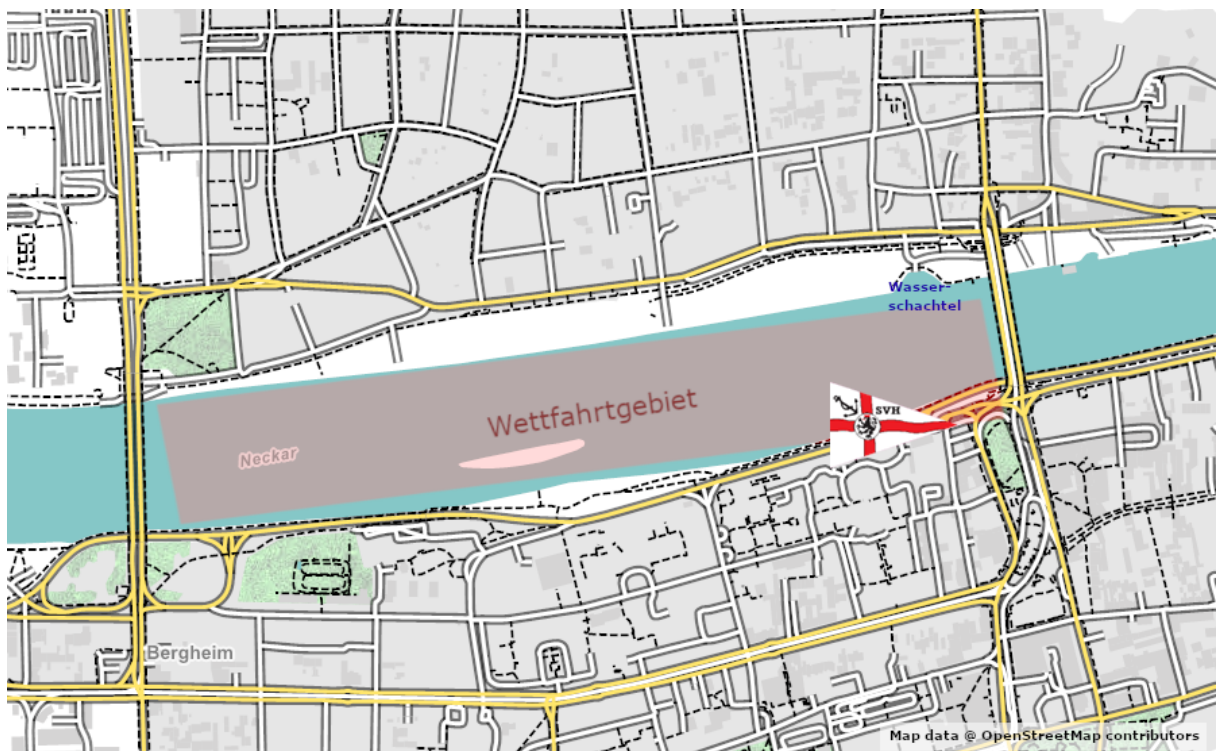 Wasser-
schachtel
Wettfahrtgebiet
SVH
Neckar
Bergheim
Map data @ OpenStreetMap contributors